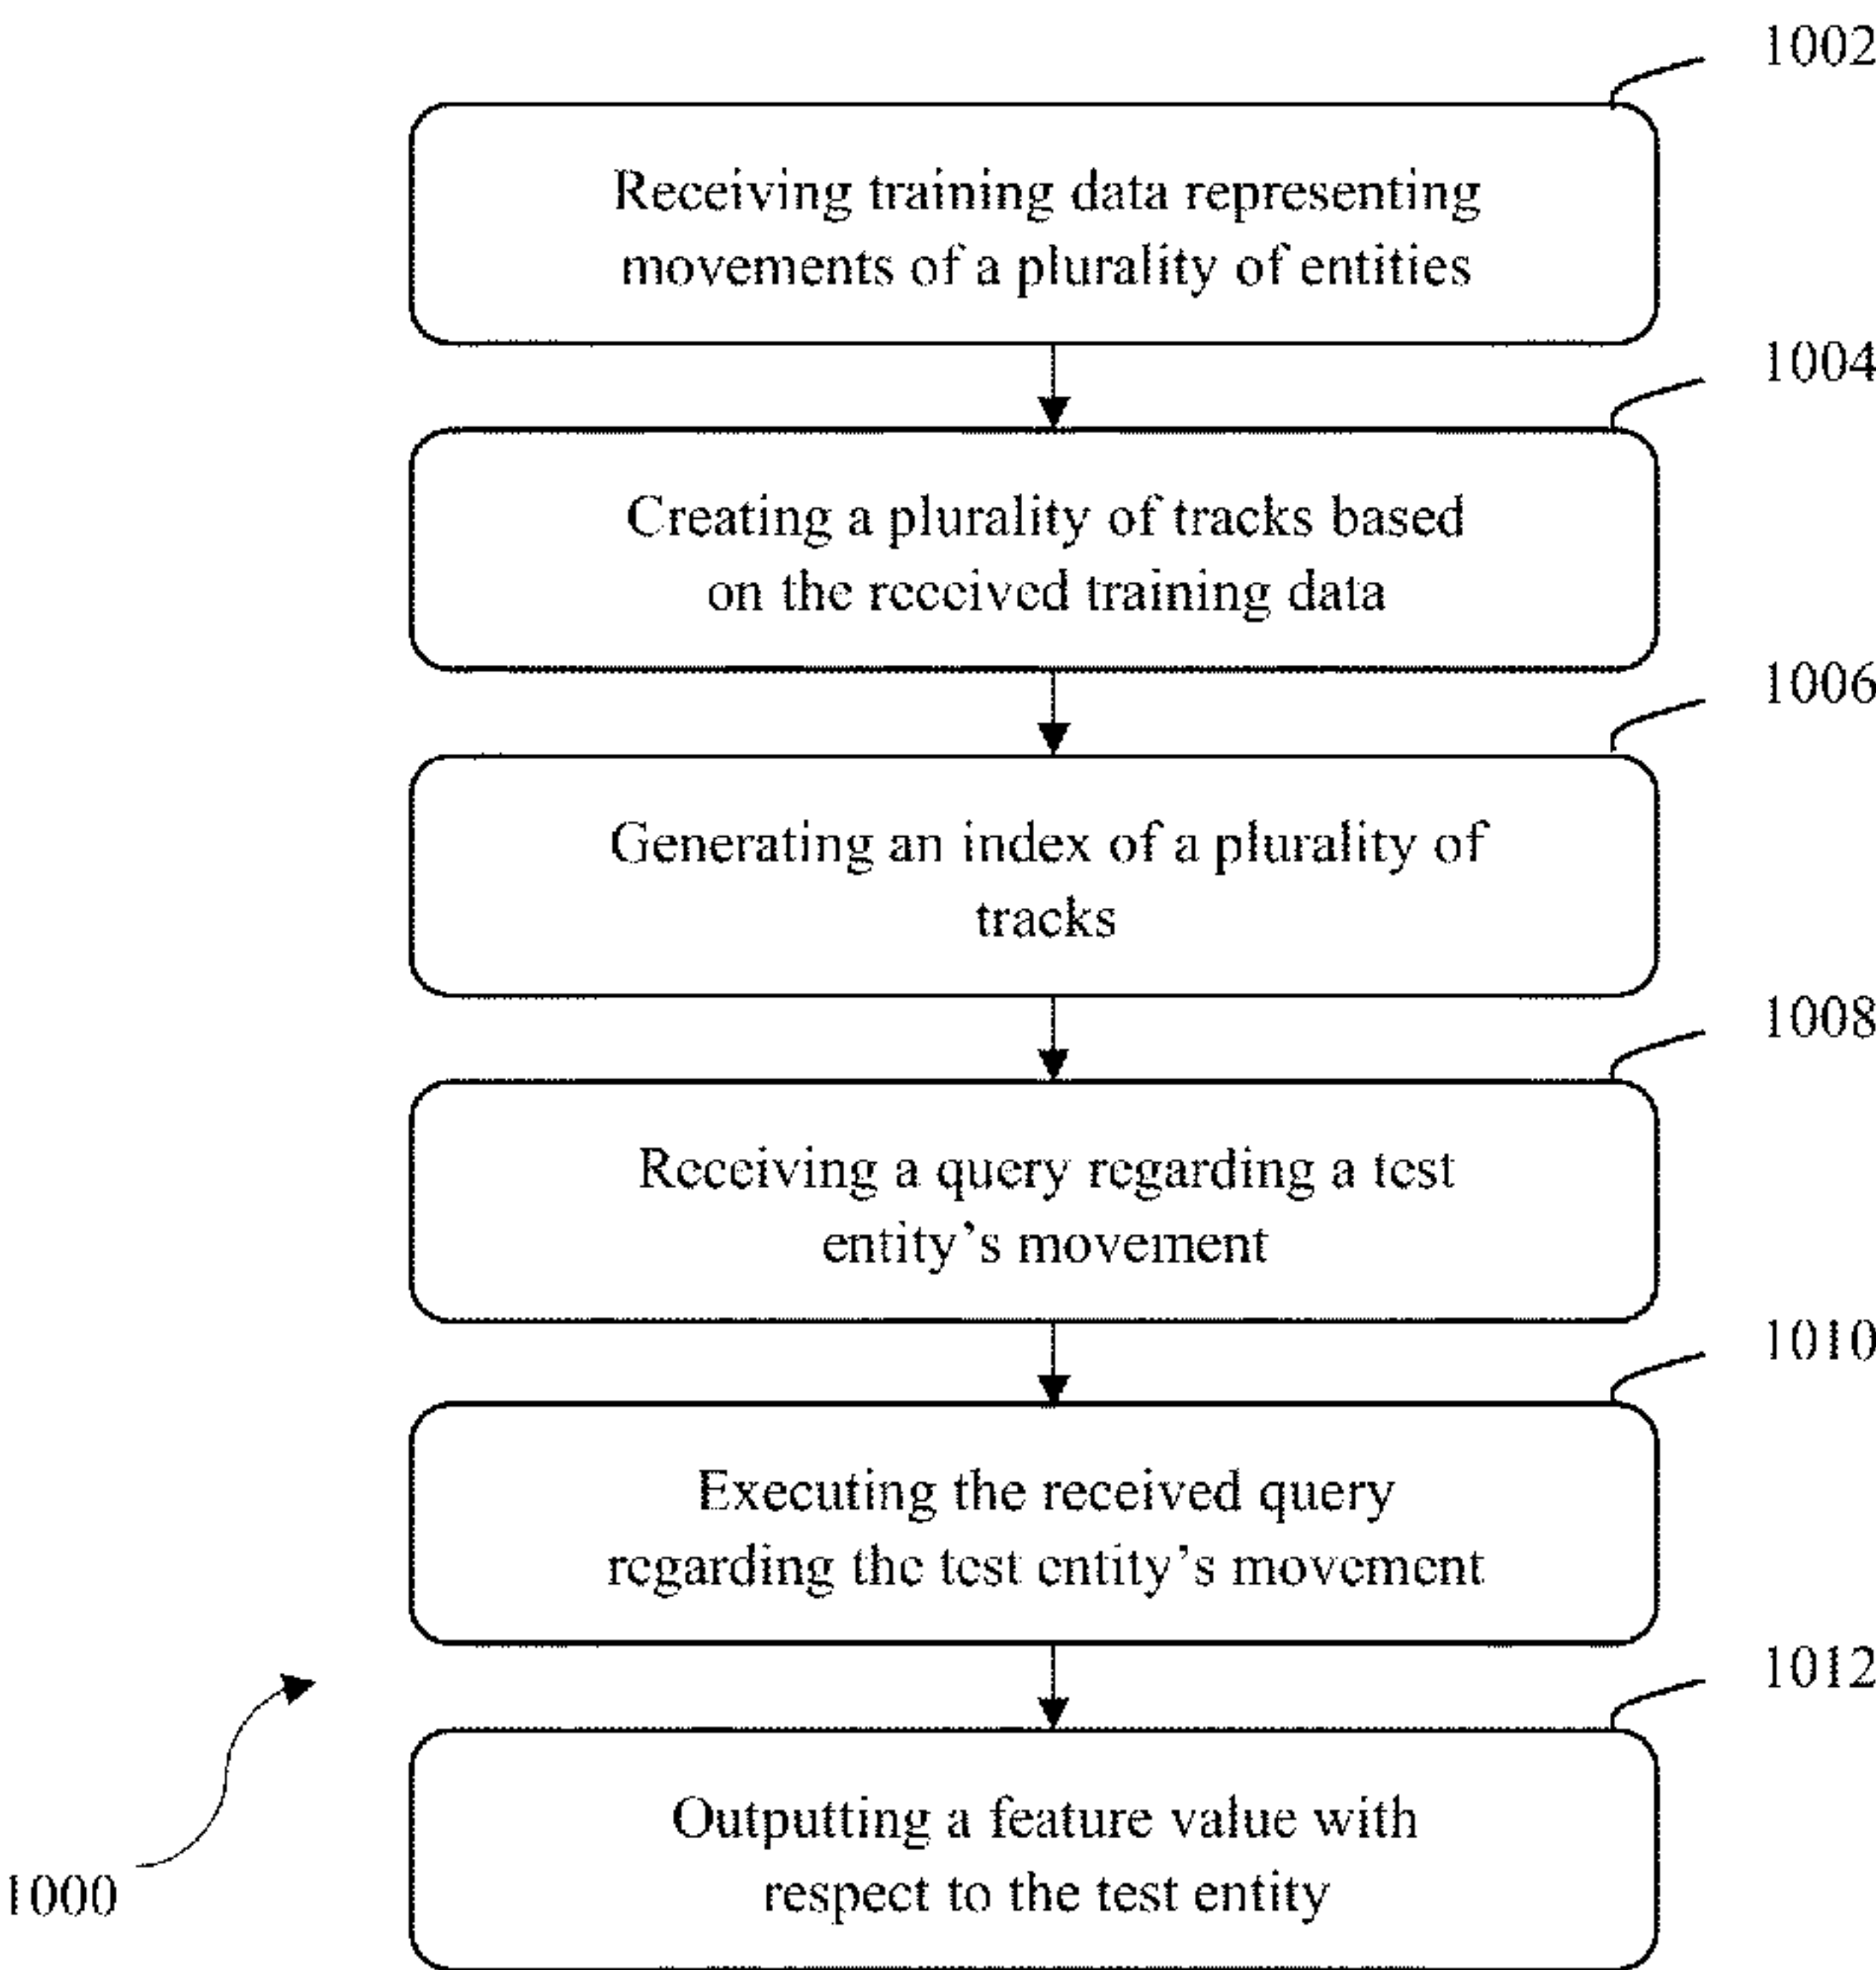 1002
Receiving training data representing
movements of a plurality of entities
1004
Creating a plurality of tracks based
on the received training data
1006
Generating an index of a plurality of
tracks
1008
Receiving a query regarding a test
entity’s movement
1010
Executing the received query
regarding the test entity’s movement
1012
Outputting a feature value with
respect to the test entity
1000